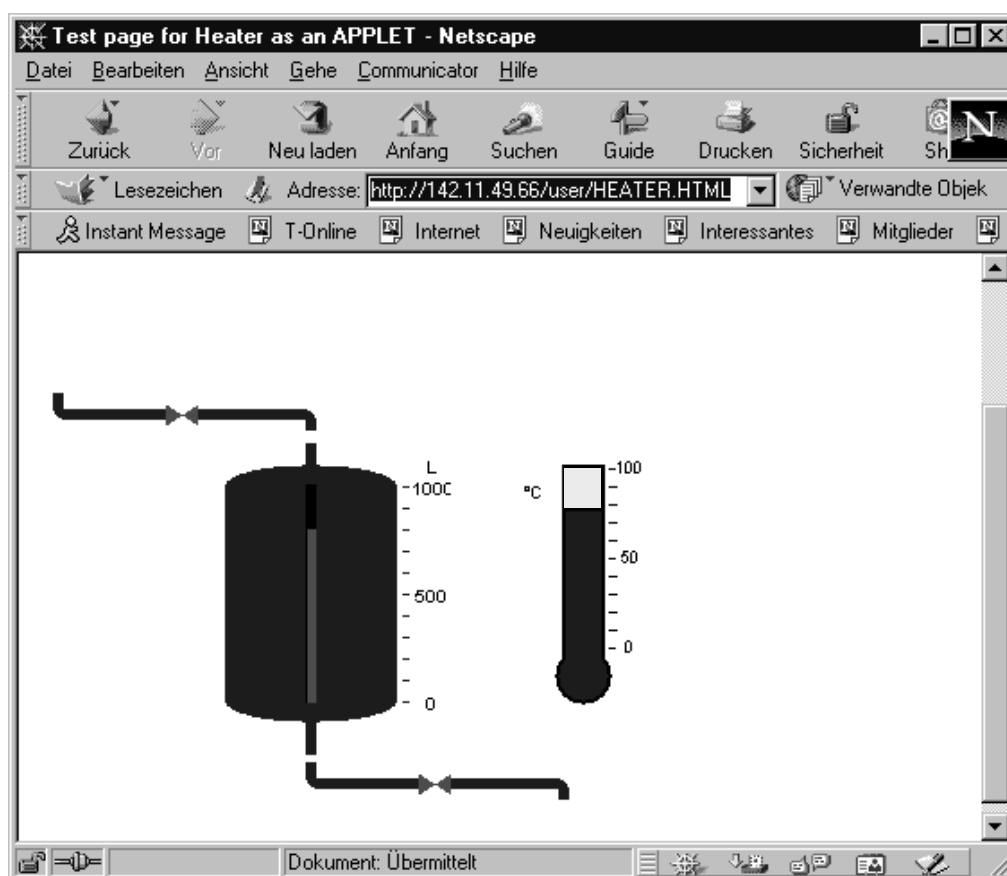 Test page for Heater as an APPLET - Netscape
Datei Bearbeiten Ansicht Gehe Communicator Hilfe
Zurück Vor Neu laden Anfang Suchen Guide Drucken Sicherheit Sh
N
Lesezeichen Adresse: http://142.11.49.66/user/HEATER.HTML Verwandte Objek
Instant Message T-Online Internet Neuigkeiten Interessantes Mitglieder
L
1000
500
0
°C
100
50
0
Dokument: Übermittelt